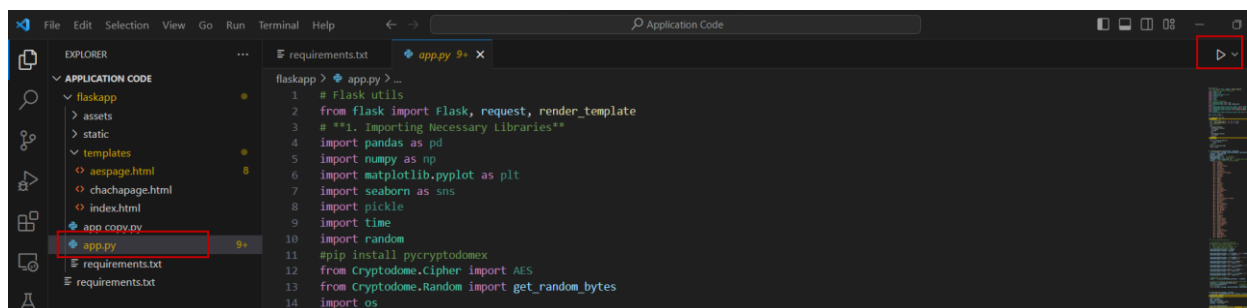 File Edit Selection View Go Run Terminal Help
Application Code
EXPLORER
requirements.txt
app.py 9+
APPLICATION CODE
flaskapp > app.py > ...
flaskapp
assets
static
templates
aespage.html 8
chachapage.html
index.html
app copy.py
app.py 9+
requirements.txt
requirements.txt
1 # Flask utils
2 from flask import Flask, request, render_template
3 # **1. Importing Necessary Libraries**
4 import pandas as pd
5 import numpy as np
6 import matplotlib.pyplot as plt
7 import seaborn as sns
8 import pickle
9 import time
10 import random
11 #pip install pycryptodomex
12 from Cryptodome.Cipher import AES
13 from Cryptodome.Random import get_random_bytes
14 import os